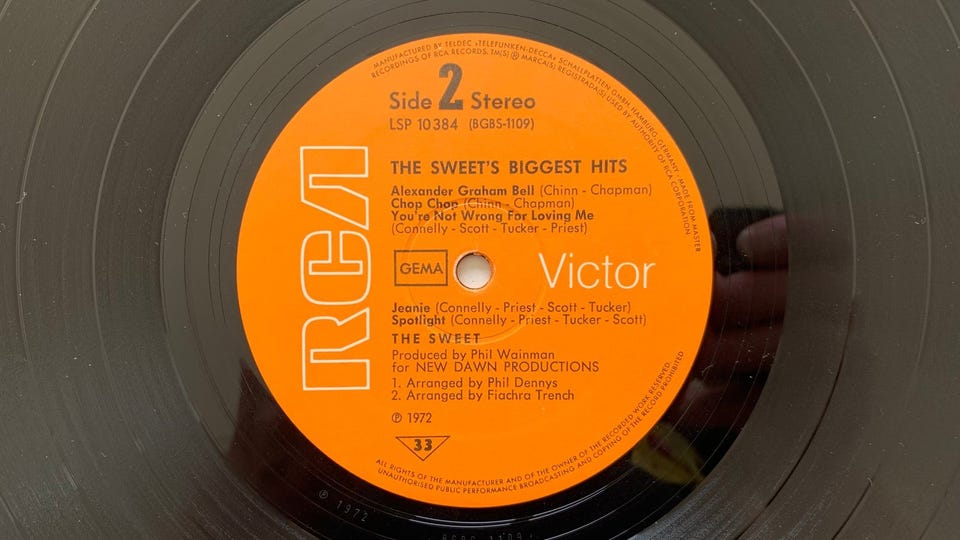 MANUFACTURED BY TELDEC »TELEFUNKEN-DECCA« SCHALLPLATTEN GMBH, HAMBURG, GERMANY · MADE FROM MASTER
RECORDINGS OF RCA RECORDS. TM(S) ® MARCA(S) REGISTRADA(S) USED BY AUTHORITY OF RCA CORPORATION
Side 2 Stereo
LSP 10384 (BGBS-1109)
THE SWEET'S BIGGEST HITS
Alexander Graham Bell (Chinn - Chapman)
Chop Chop (Chinn - Chapman)
You're Not Wrong For Loving Me
(Connelly - Scott - Tucker - Priest)
RCA
GEMA
Victor
Jeanie (Connelly - Priest - Scott - Tucker)
Spotlight (Connelly - Priest - Tucker - Scott)
THE SWEET
Produced by Phil Wainman
for NEW DAWN PRODUCTIONS
1. Arranged by Phil Dennys
2. Arranged by Fiachra Trench
℗ 1972
33
ALL RIGHTS OF THE MANUFACTURER AND OF THE OWNER OF THE RECORDED WORK RESERVED.
UNAUTHORISED PUBLIC PERFORMANCE BROADCASTING AND COPYING OF THE RECORD PROHIBITED
℗ 1972